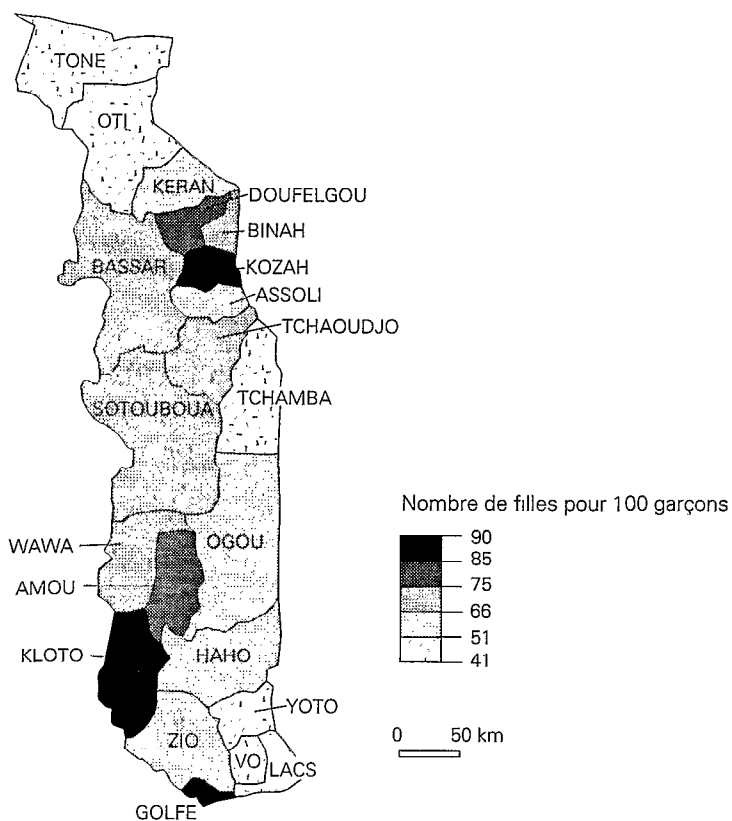 TONE
OTI
KERAN
DOUFELGOU
BINAH
BASSAR
KOZAH
ASSOLI
TCHAOUDJO
TCHAMBA
SOTOUBOUA
Nombre de filles pour 100 garçons
90
85
75
66
51
41
WAWA
OGOU
AMOU
KLOTO
HAHO
YOTO
0 50 km
ZIO
VO
LACS
GOLFE